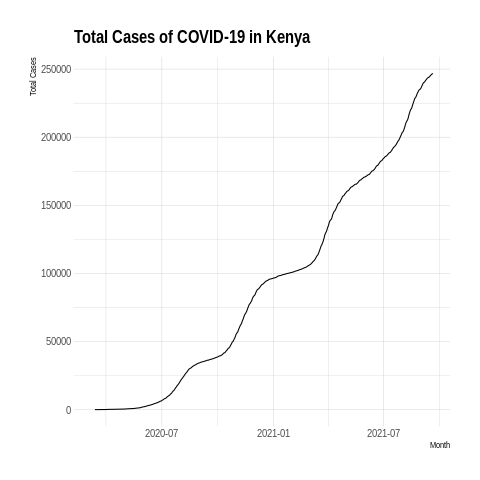 Total Cases of COVID-19 in Kenya
Total Cases
250000
200000
150000
100000
50000
0
2020-07 2021-01 2021-07
Month